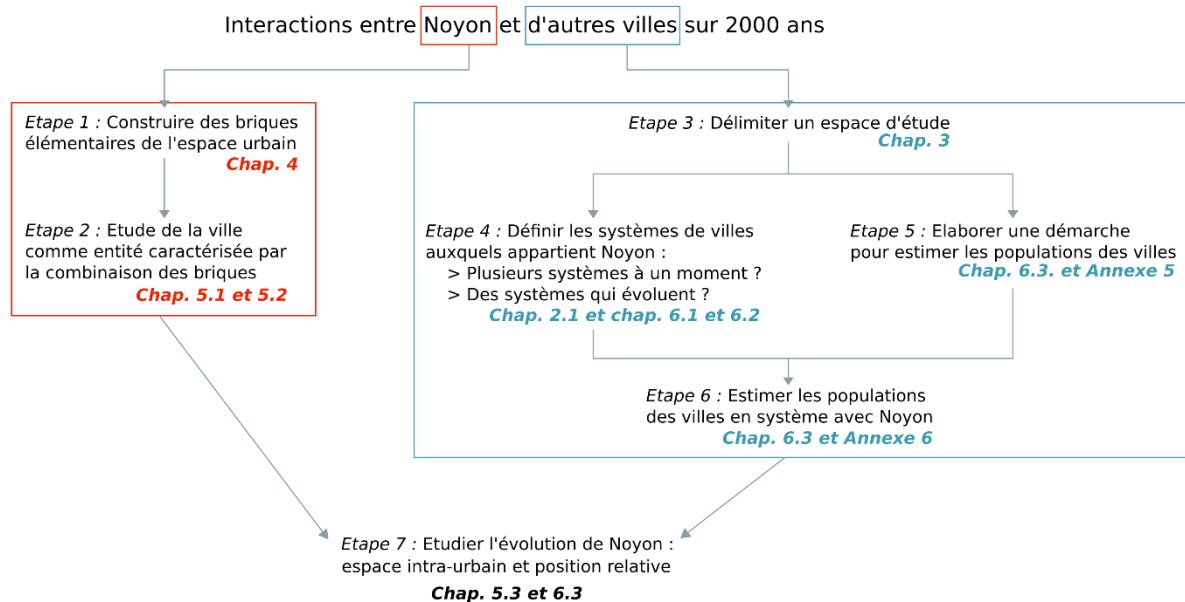 Interactions entre Noyon et d'autres villes sur 2000 ans
Etape 1 : Construire des briques
élémentaires de l'espace urbain
Chap. 4
Etape 2 : Etude de la ville
comme entité caractérisée par
la combinaison des briques
Chap. 5.1 et 5.2
Etape 3 : Délimiter un espace d'étude
Chap. 3
Etape 4 : Définir les systèmes de villes
auxquels appartient Noyon :
> Plusieurs systèmes à un moment ?
> Des systèmes qui évoluent ?
Chap. 2.1 et chap. 6.1 et 6.2
Etape 5 : Elaborer une démarche
pour estimer les populations des villes
Chap. 6.3. et Annexe 5
Etape 6 : Estimer les populations
des villes en système avec Noyon
Chap. 6.3 et Annexe 6
Etape 7 : Etudier l'évolution de Noyon :
espace intra-urbain et position relative
Chap. 5.3 et 6.3